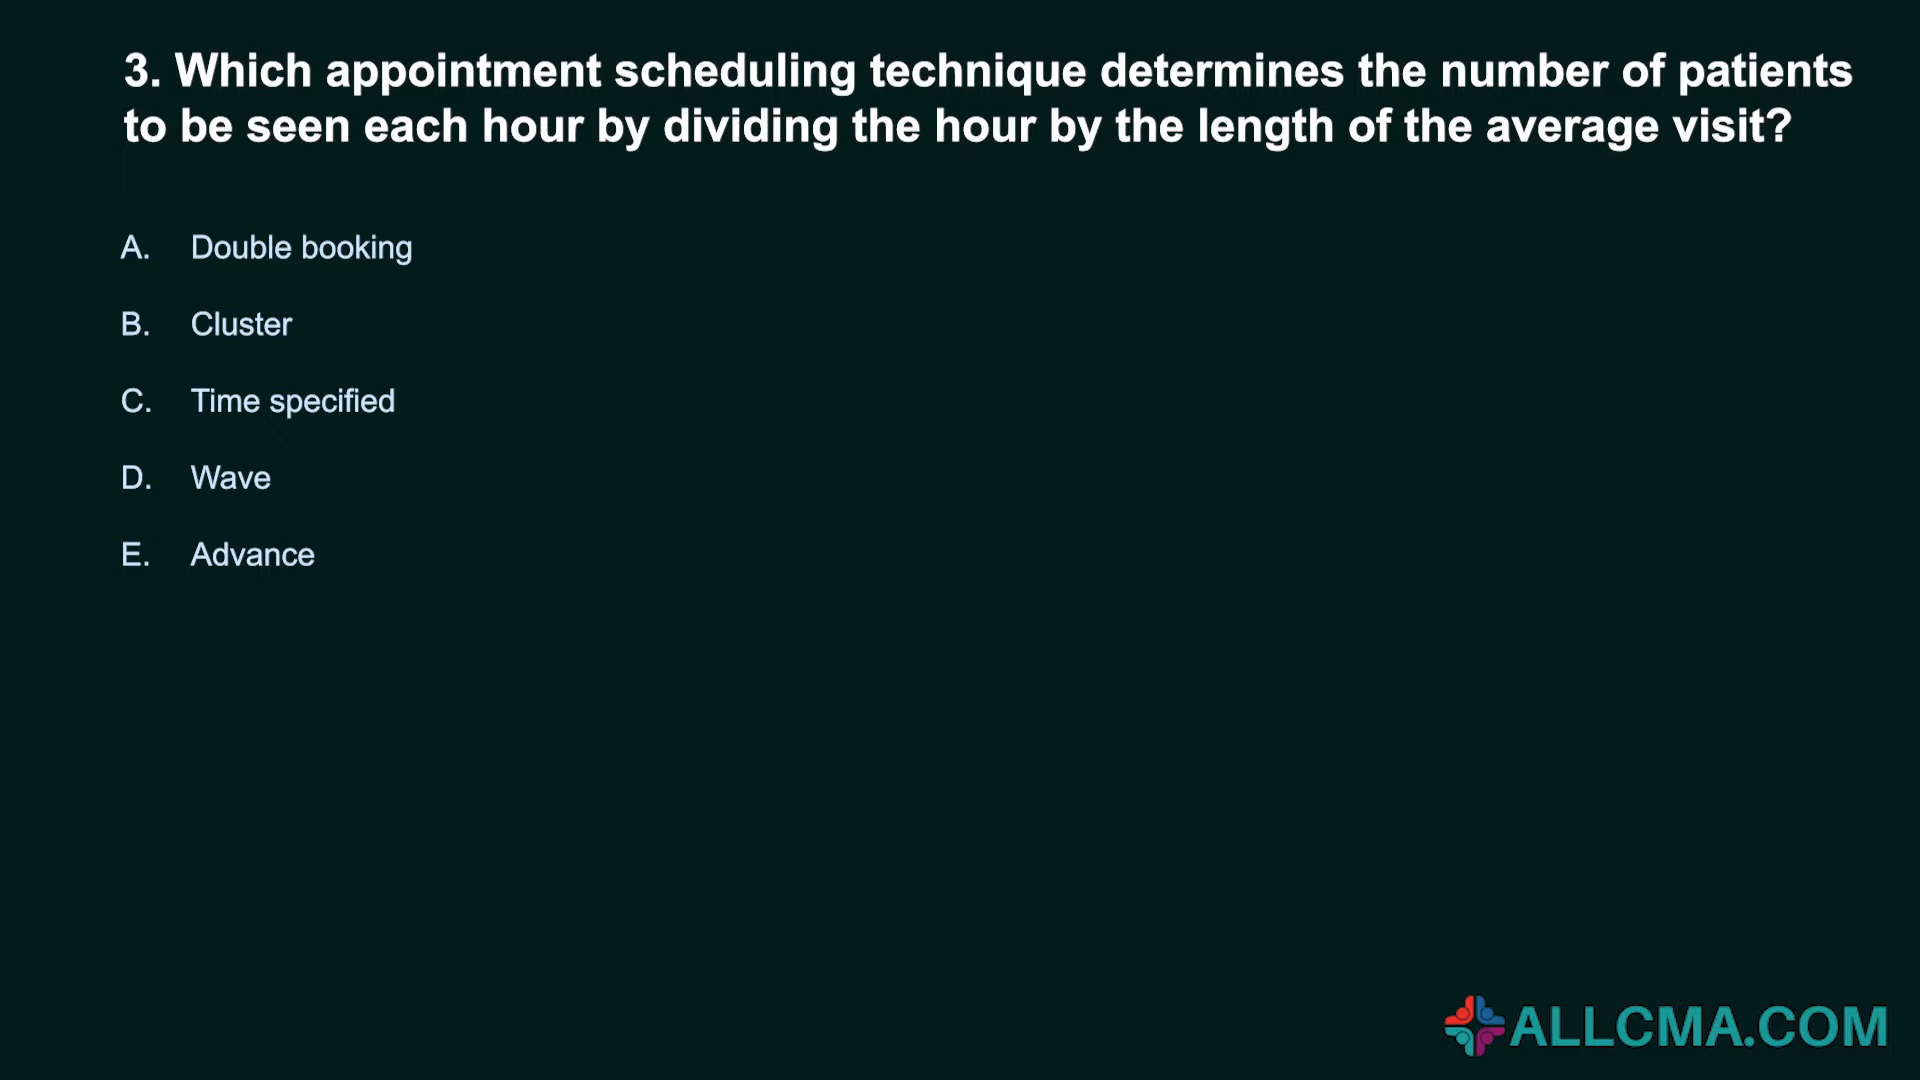 3. Which appointment scheduling technique determines the number of patients
to be seen each hour by dividing the hour by the length of the average visit?
A. Double booking
B. Cluster
C. Time specified
D. Wave
E. Advance
ALLCMA.COM